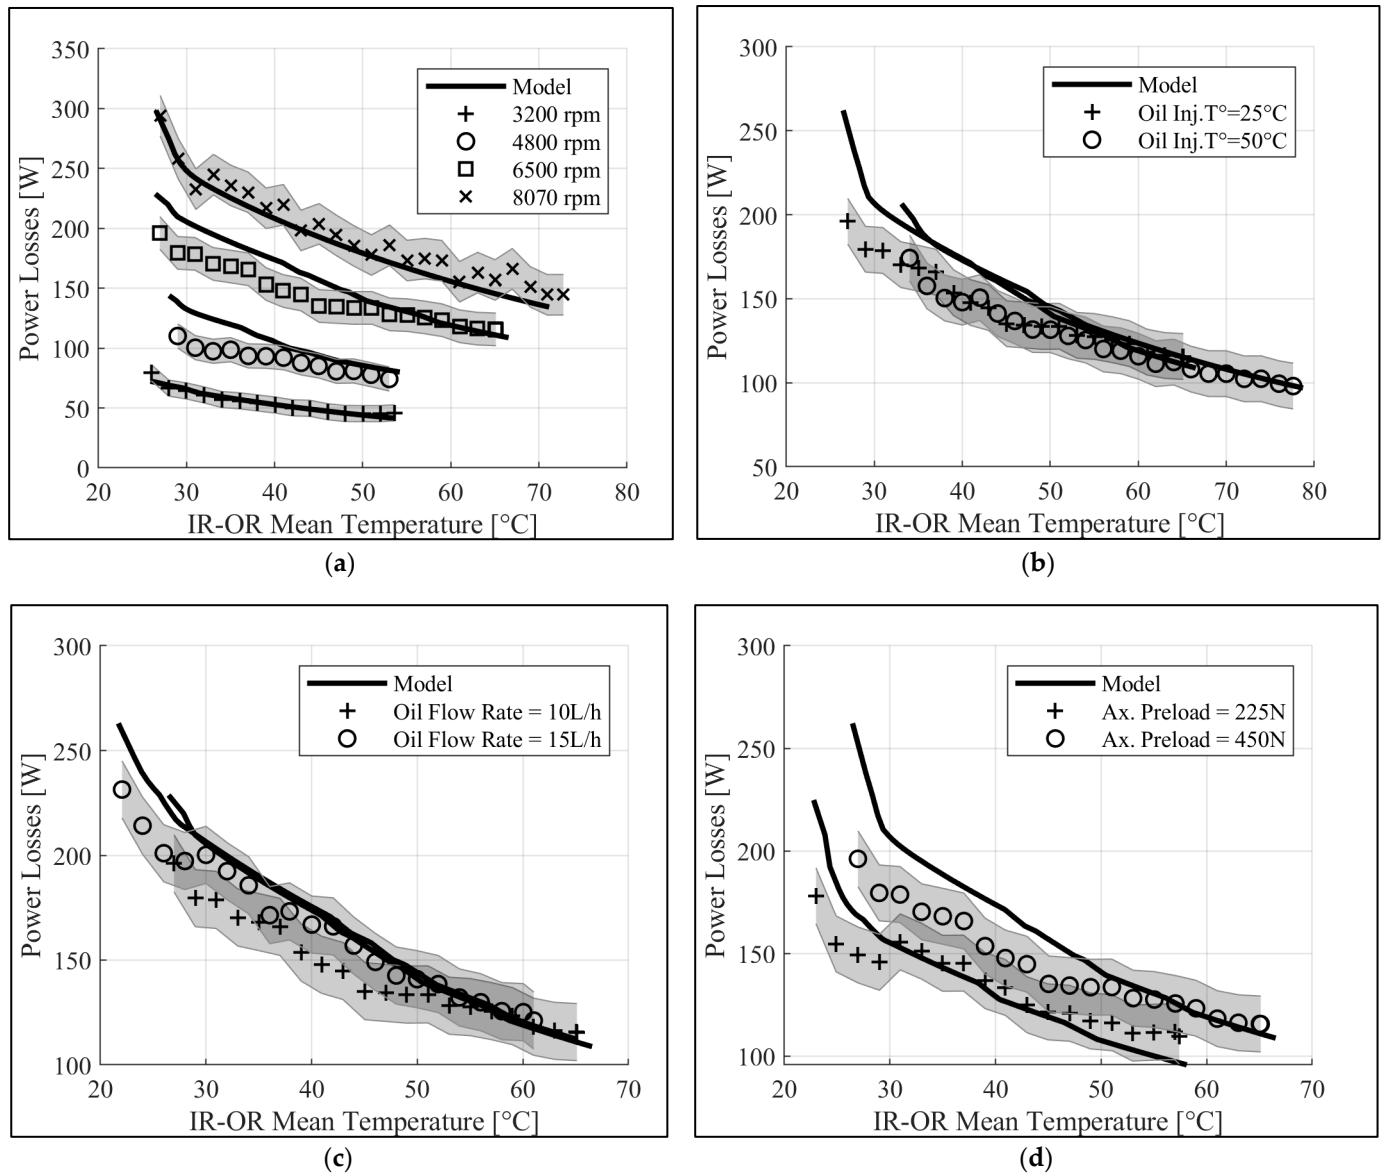 350
300
250
200
150
100
50
0
Power Losses [W]
Model
3200 rpm
4800 rpm
6500 rpm
8070 rpm
20 30 40 50 60 70 80
IR-OR Mean Temperature [°C]
(a)
300
250
200
150
100
50
Power Losses [W]
Model
Oil Inj.T°=25°C
Oil Inj.T°=50°C
20 30 40 50 60 70 80
IR-OR Mean Temperature [°C]
(b)
300
250
200
150
100
Power Losses [W]
Model
Oil Flow Rate = 10L/h
Oil Flow Rate = 15L/h
20 30 40 50 60 70
IR-OR Mean Temperature [°C]
(c)
300
250
200
150
100
Power Losses [W]
Model
Ax. Preload = 225N
Ax. Preload = 450N
20 30 40 50 60 70
IR-OR Mean Temperature [°C]
(d)